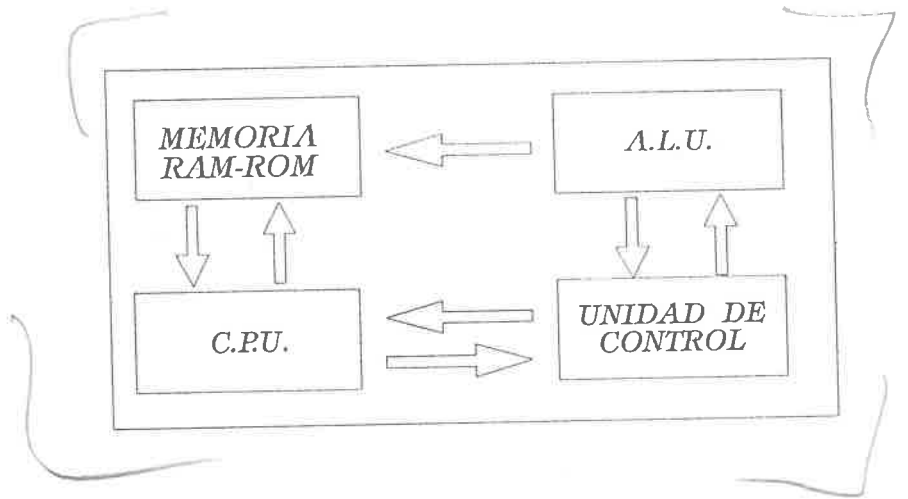 MEMORIA
RAM-ROM
A.L.U.
C.P.U.
UNIDAD DE
CONTROL